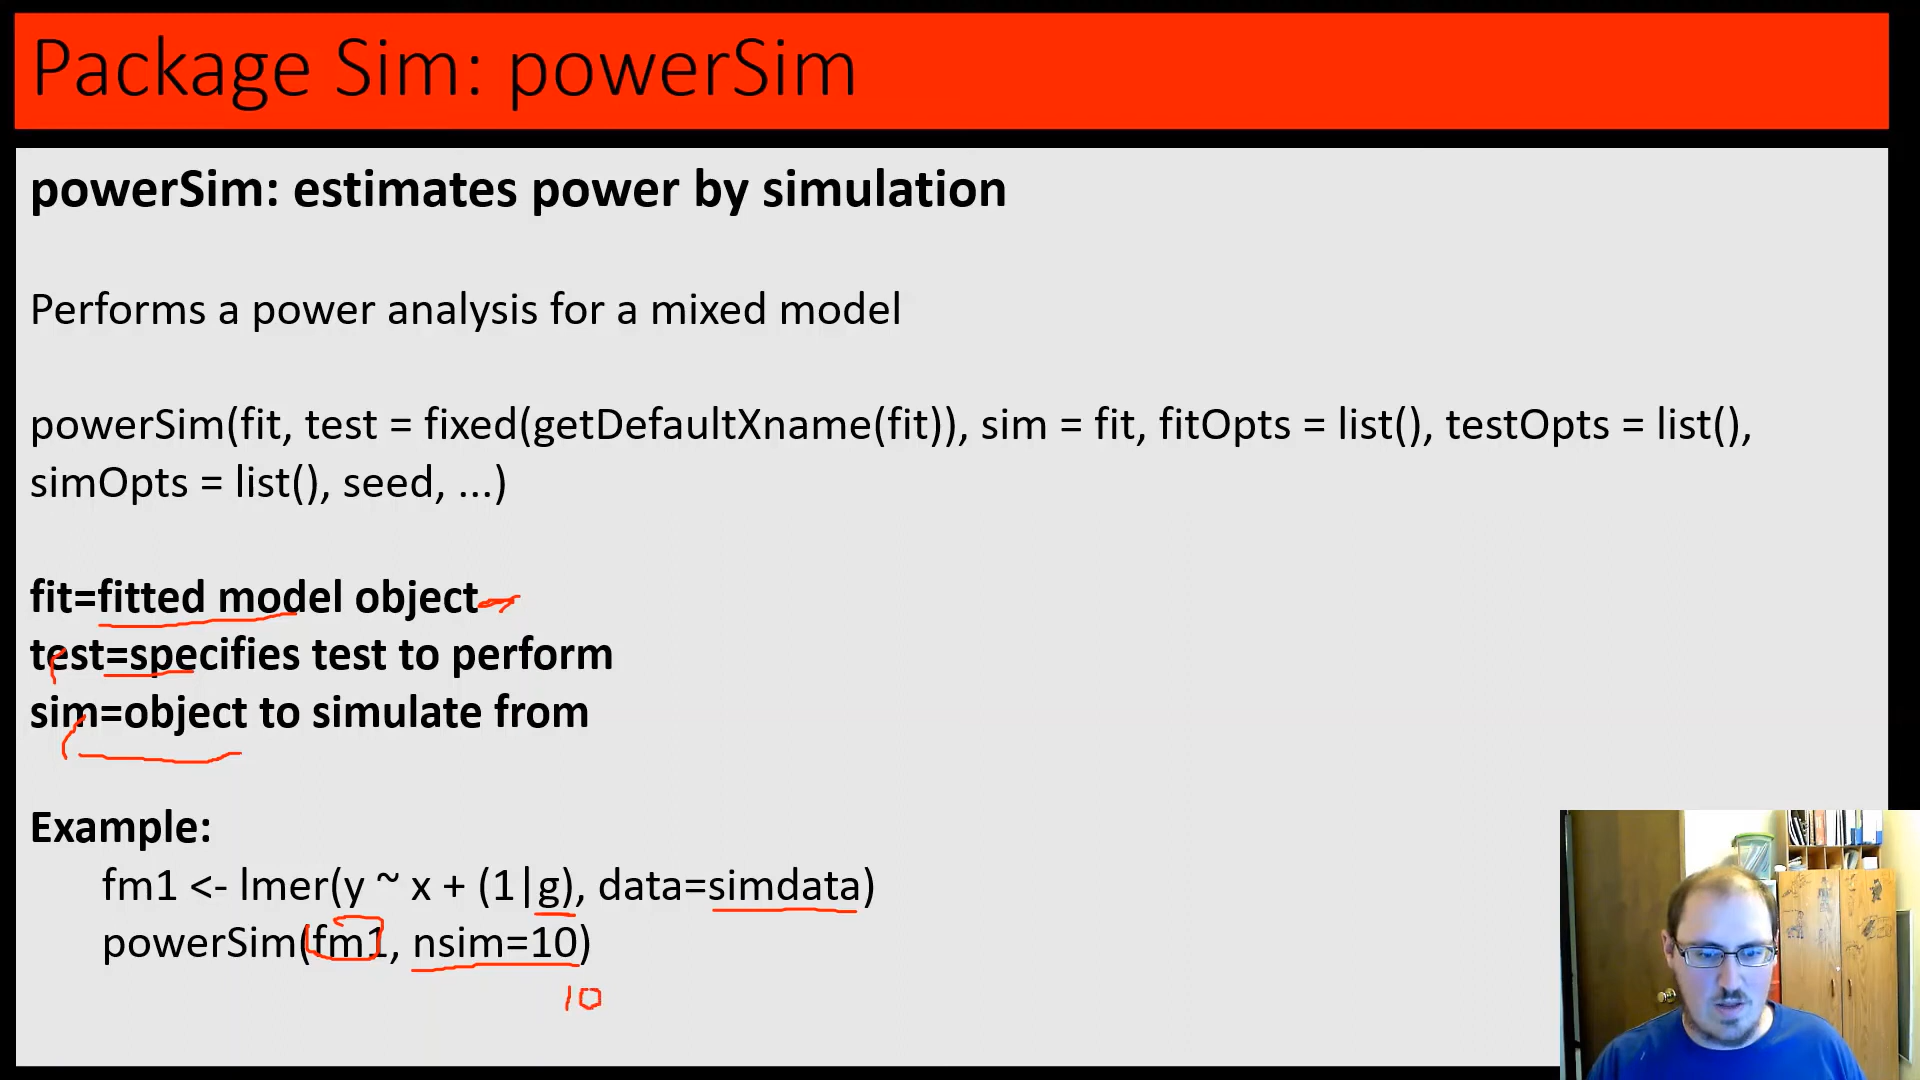 Package Sim: powerSim
powerSim: estimates power by simulation
Performs a power analysis for a mixed model
powerSim(fit, test = fixed(getDefaultXname(fit)), sim = fit, fitOpts = list(), testOpts = list(),
simOpts = list(), seed, ...)
fit=fitted model object
test=specifies test to perform
sim=object to simulate from
Example:
fm1 <- lmer(y ~ x + (1|g), data=simdata)
powerSim(fm1, nsim=10)
10